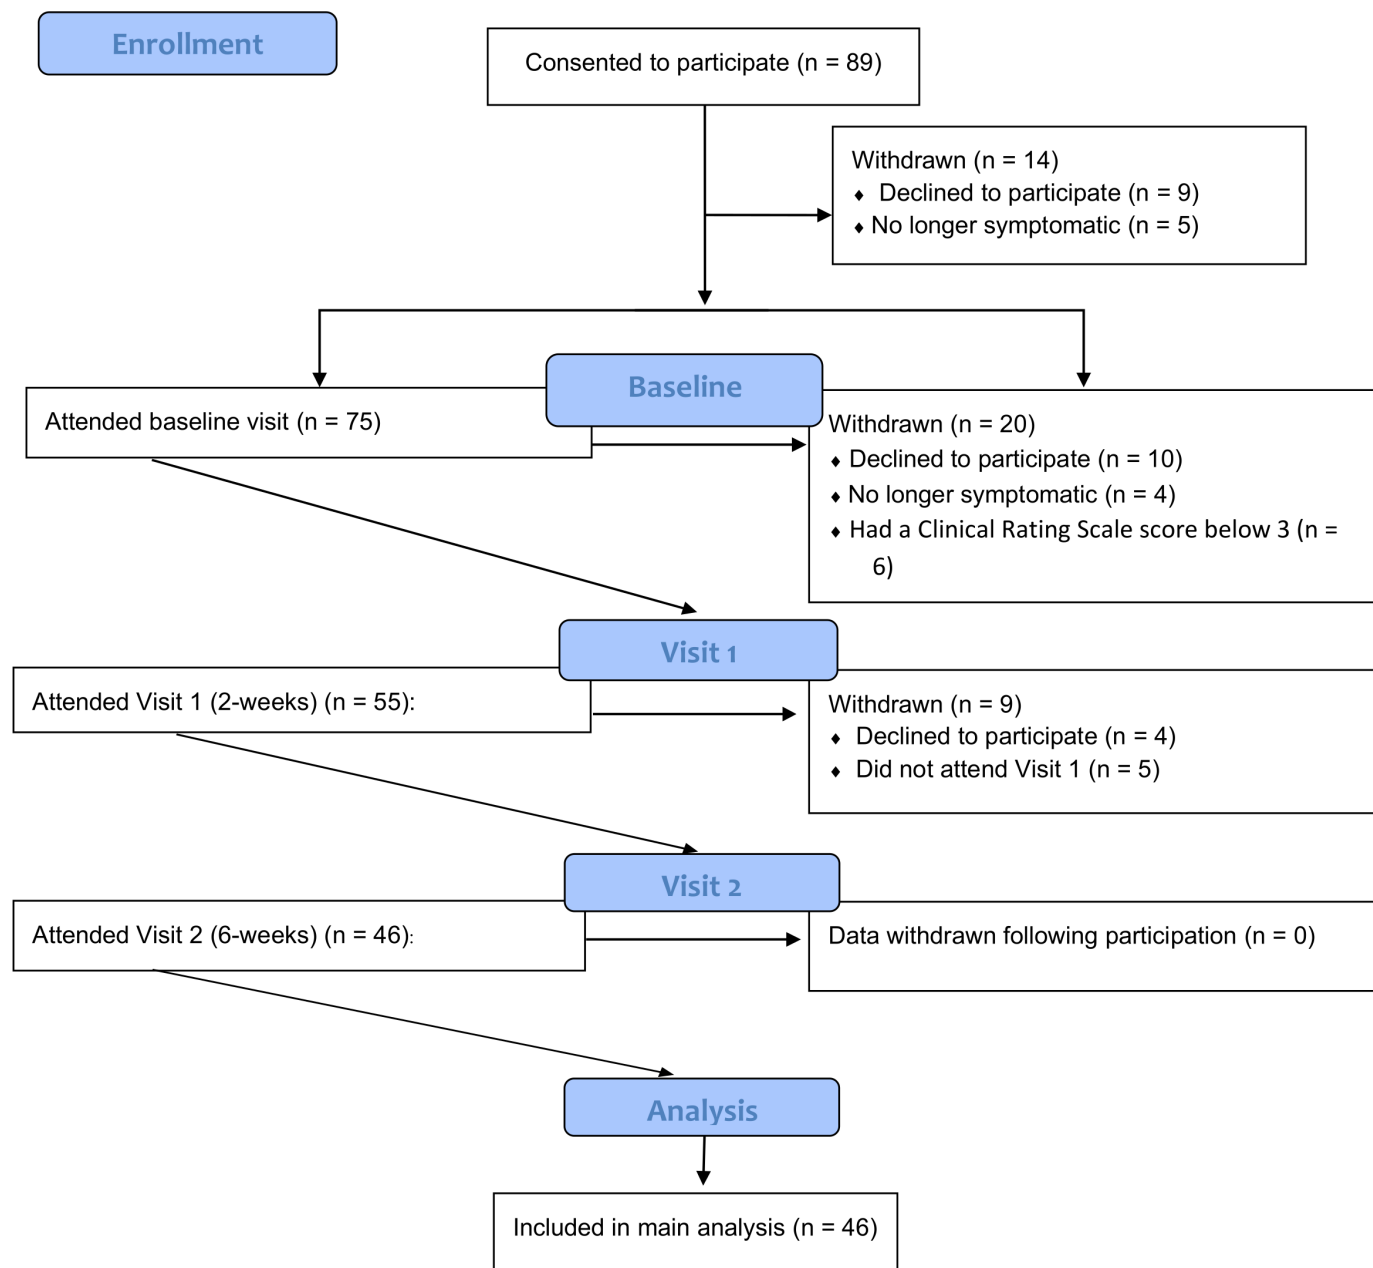 Enrollment
Consented to participate (n = 89)
Withdrawn (n = 14)
♦ Declined to participate (n = 9)
♦ No longer symptomatic (n = 5)
Baseline
Attended baseline visit (n = 75)
Withdrawn (n = 20)
♦ Declined to participate (n = 10)
♦ No longer symptomatic (n = 4)
♦ Had a Clinical Rating Scale score below 3 (n =
6)
Visit 1
Attended Visit 1 (2-weeks) (n = 55):
Withdrawn (n = 9)
♦ Declined to participate (n = 4)
♦ Did not attend Visit 1 (n = 5)
Visit 2
Attended Visit 2 (6-weeks) (n = 46):
Data withdrawn following participation (n = 0)
Analysis
Included in main analysis (n = 46)